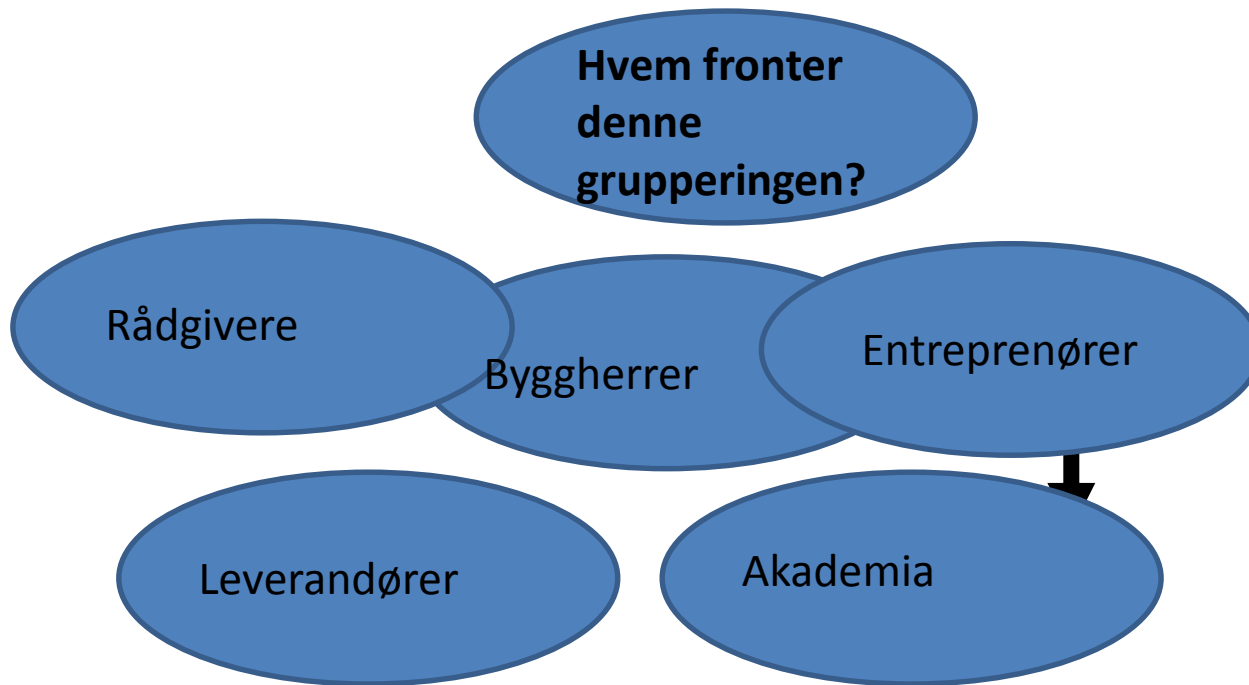 Hvem fronter
denne
grupperingen?
Rådgivere
Byggherrer
Entreprenører
Leverandører
Akademia